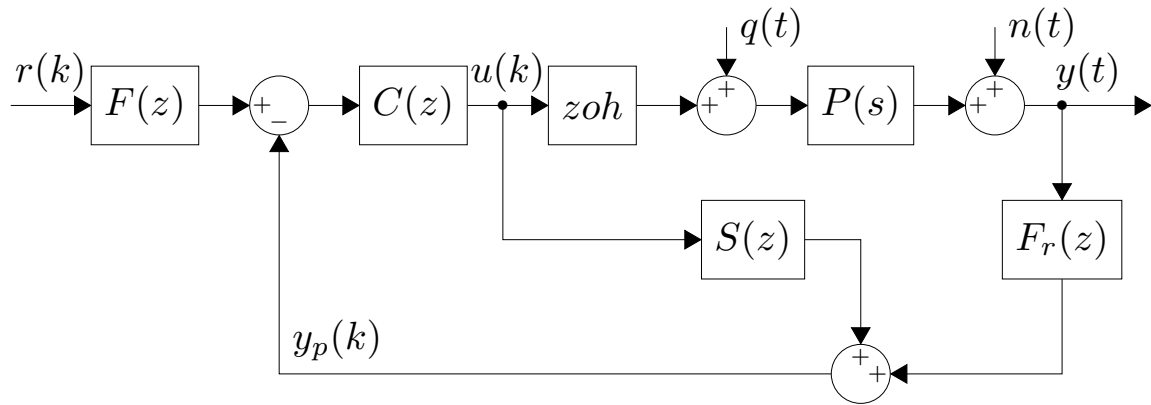 q(t)
n(t)
r(k)
F(z)
+
−
C(z)
u(k)
zoh
+
+
P(s)
+
+
y(t)
S(z)
F_r(z)
y_p(k)
+
+